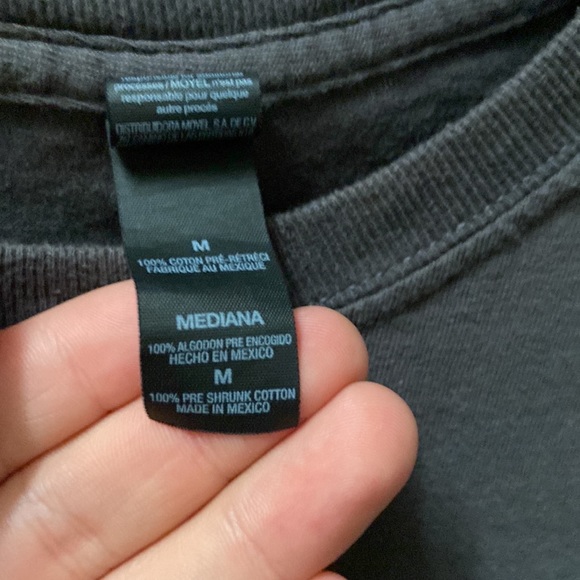 processes / MOYEL n'est pas
responsable pour quelque
autre procès
DISTRIBUIDORA MOYEL S.A. DE C.V.
M
100% COTON PRÉ-RÉTRÉCI
FABRIQUE AU MEXIQUE
MEDIANA
100% ALGODON PRE ENCOGIDO
HECHO EN MEXICO
M
100% PRE SHRUNK COTTON
MADE IN MEXICO